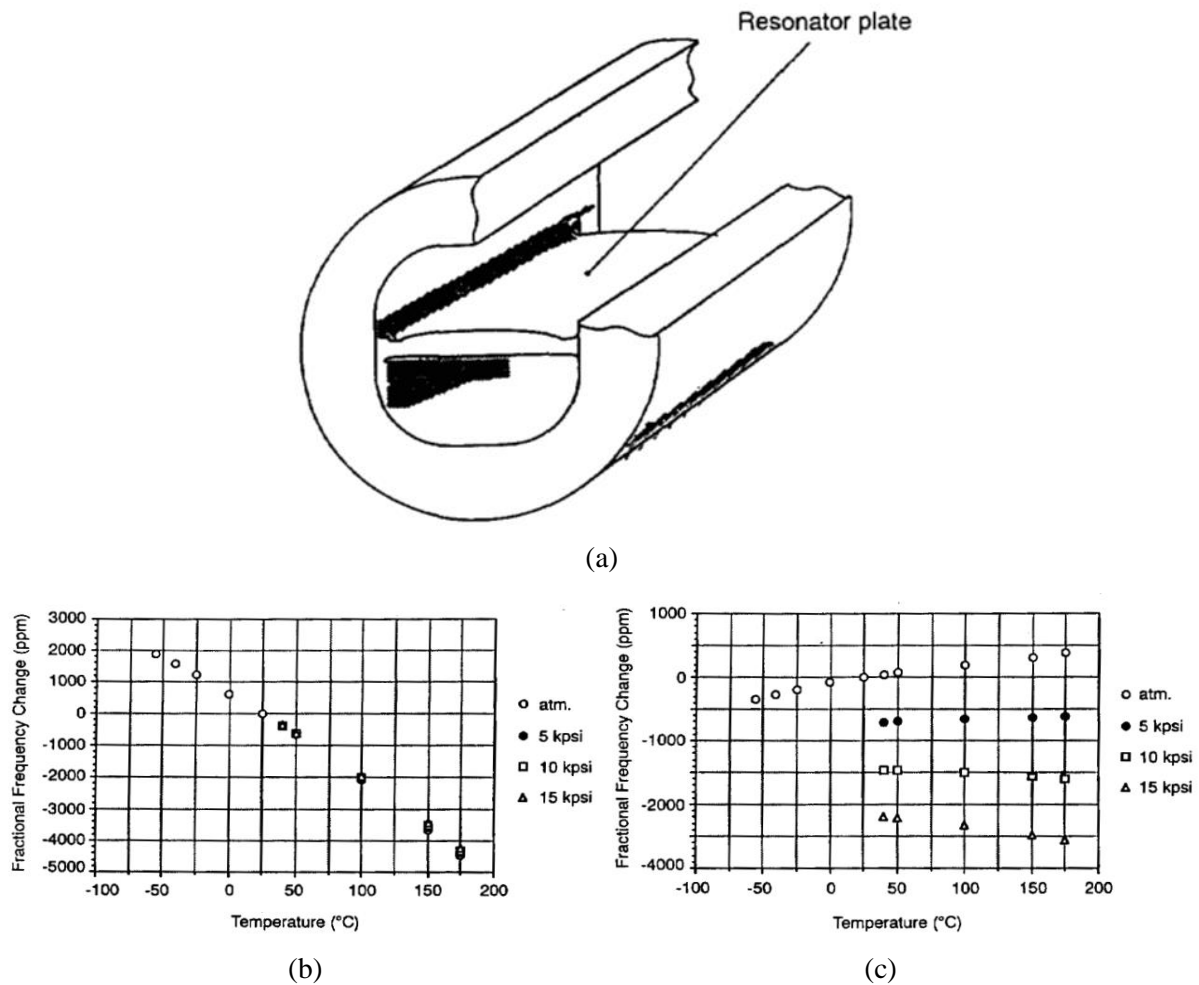 Resonator plate
(a)
Fractional Frequency Change (ppm)
3000
2000
1000
0
-1000
-2000
-3000
-4000
-5000
-100 -50 0 50 100 150 200
Temperature (°C)
atm.
5 kpsi
10 kpsi
15 kpsi
(b)
Fractional Frequency Change (ppm)
1000
0
-1000
-2000
-4000
-100 -50 0 50 100 150 200
Temperature (°C)
atm.
5 kpsi
10 kpsi
15 kpsi
(c)